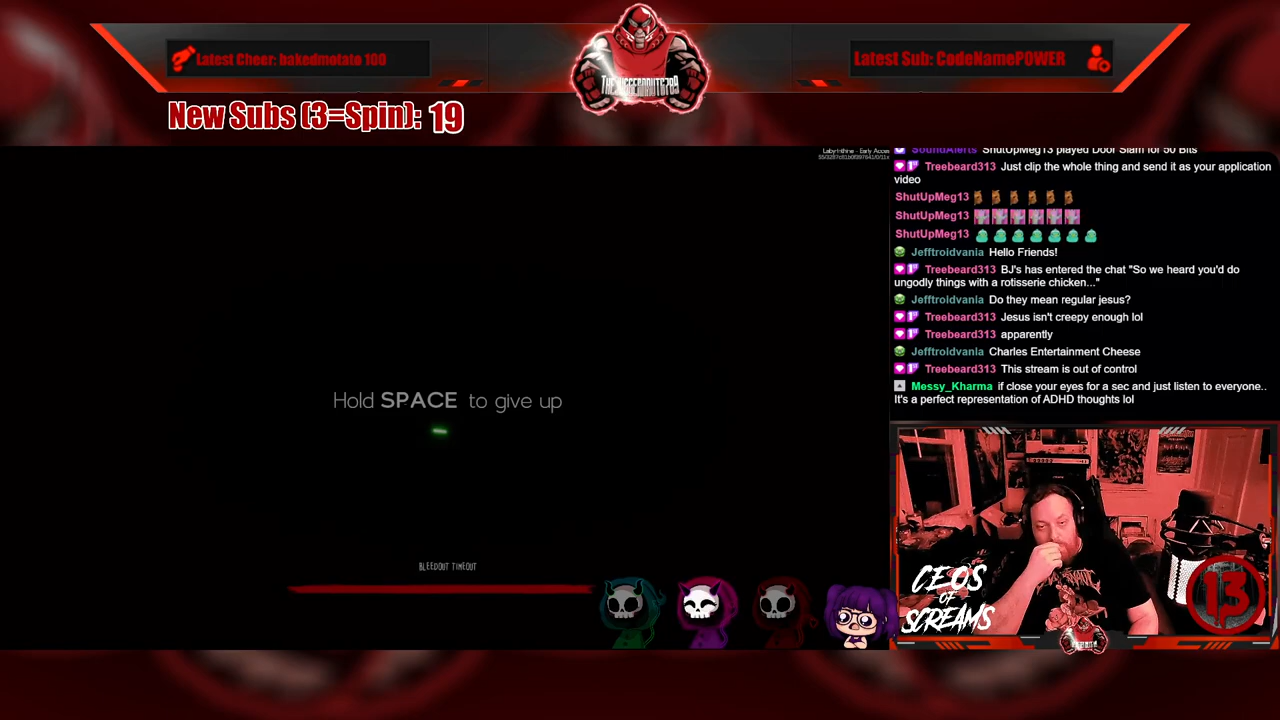 Latest Cheer: bakedmotato 100
THEJUGGERNAUT6789
Latest Sub: CodeNamePOWER
New Subs (3=Spin): 19
Labyrinthine - Early Acces
SoundAlerts ShutUpMeg13 played Door Slam for 50 Bits
Treebeard313 Just clip the whole thing and send it as your application
video
ShutUpMeg13
ShutUpMeg13
ShutUpMeg13
Jefftroidvania Hello Friends!
Treebeard313 BJ's has entered the chat "So we heard you'd do
ungodly things with a rotisserie chicken..."
Jefftroidvania Do they mean regular jesus?
Treebeard313 Jesus isn't creepy enough lol
Treebeard313 apparently
Jefftroidvania Charles Entertainment Cheese
Treebeard313 This stream is out of control
Messy_Kharma if close your eyes for a sec and just listen to everyone..
It's a perfect representation of ADHD thoughts lol
Hold SPACE to give up
BLEEDOUT TIMEOUT
CEOS
OF
SCREAMS
13